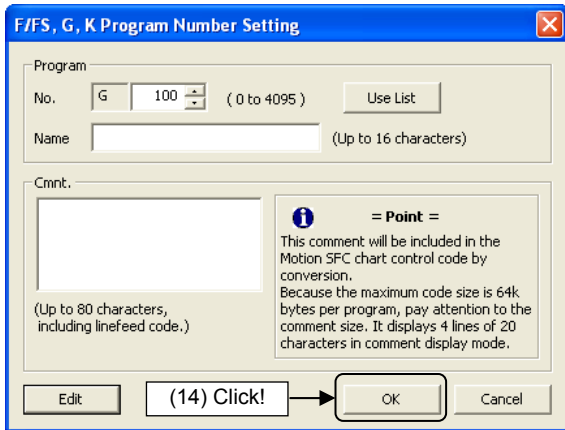 F/FS, G, K Program Number Setting
Program
No. G 100 ( 0 to 4095 ) Use List
Name (Up to 16 characters)
Cmnt.
(Up to 80 characters,
including linefeed code.)
= Point =
This comment will be included in the
Motion SFC chart control code by
conversion.
Because the maximum code size is 64k
bytes per program, pay attention to the
comment size. It displays 4 lines of 20
characters in comment display mode.
Edit (14) Click! OK Cancel